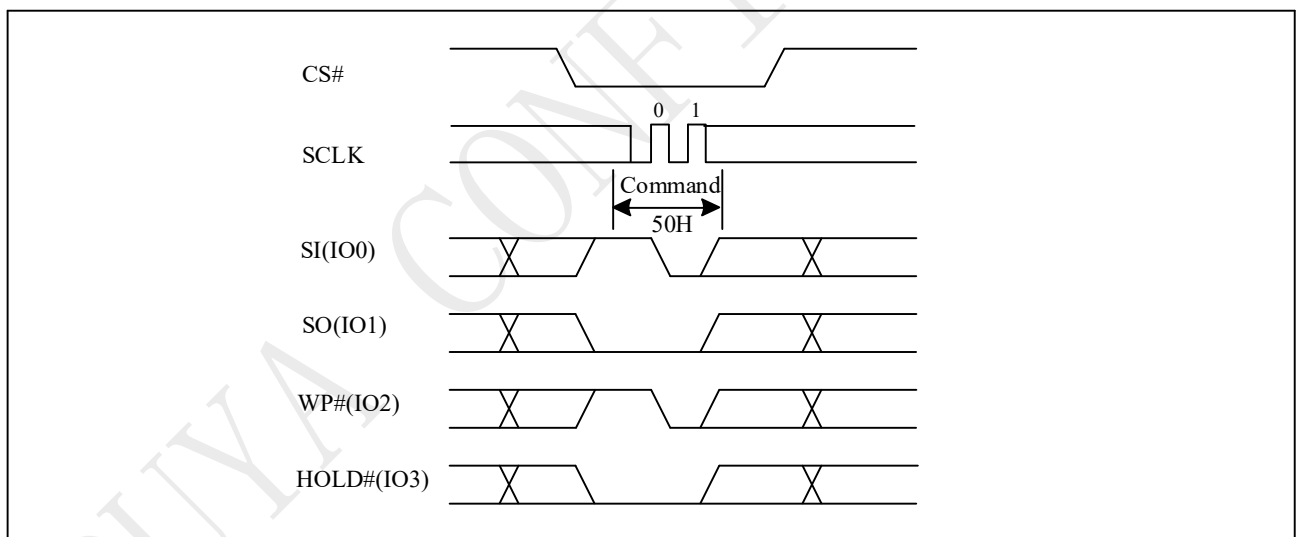 CS#
0 1
SCLK
Command
50H
SI(IO0)
SO(IO1)
WP#(IO2)
HOLD#(IO3)